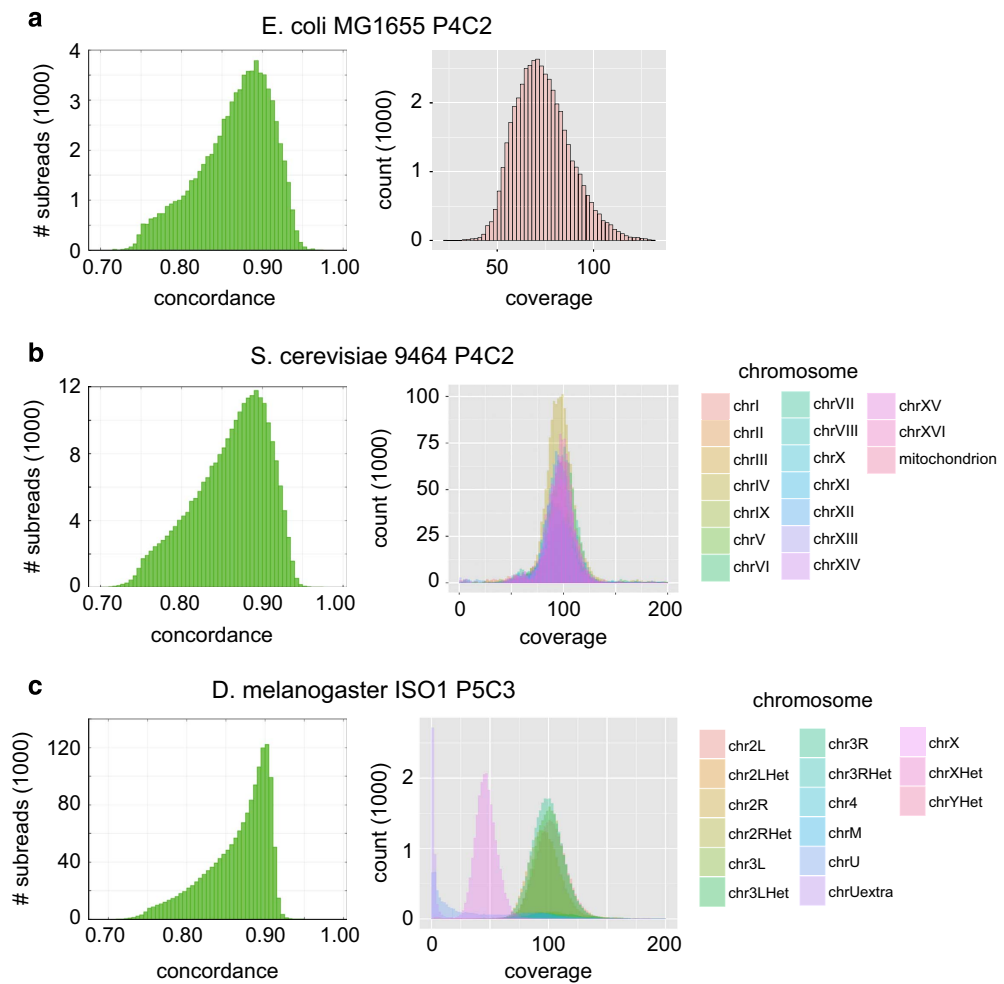 a
E. coli MG1655 P4C2
# subreads (1000)
4
3
2
1
0
0.70 0.80 0.90 1.00
concordance
count (1000)
2
1
0
50 100
coverage
b
S. cerevisiae 9464 P4C2
# subreads (1000)
12
8
4
0
0.70 0.80 0.90 1.00
concordance
count (1000)
100
75
50
25
0
0 100 200
coverage
chromosome
chrI
chrII
chrIII
chrIV
chrIX
chrV
chrVI
chrVII
chrVIII
chrX
chrXI
chrXII
chrXIII
chrXIV
chrXV
chrXVI
mitochondrion
c
D. melanogaster ISO1 P5C3
# subreads (1000)
120
80
40
0
0.70 0.80 0.90 1.00
concordance
count (1000)
2
1
0
0 100 200
coverage
chromosome
chr2L
chr2LHet
chr2R
chr2RHet
chr3L
chr3LHet
chr3R
chr3RHet
chr4
chrM
chrU
chrUextra
chrX
chrXHet
chrYHet